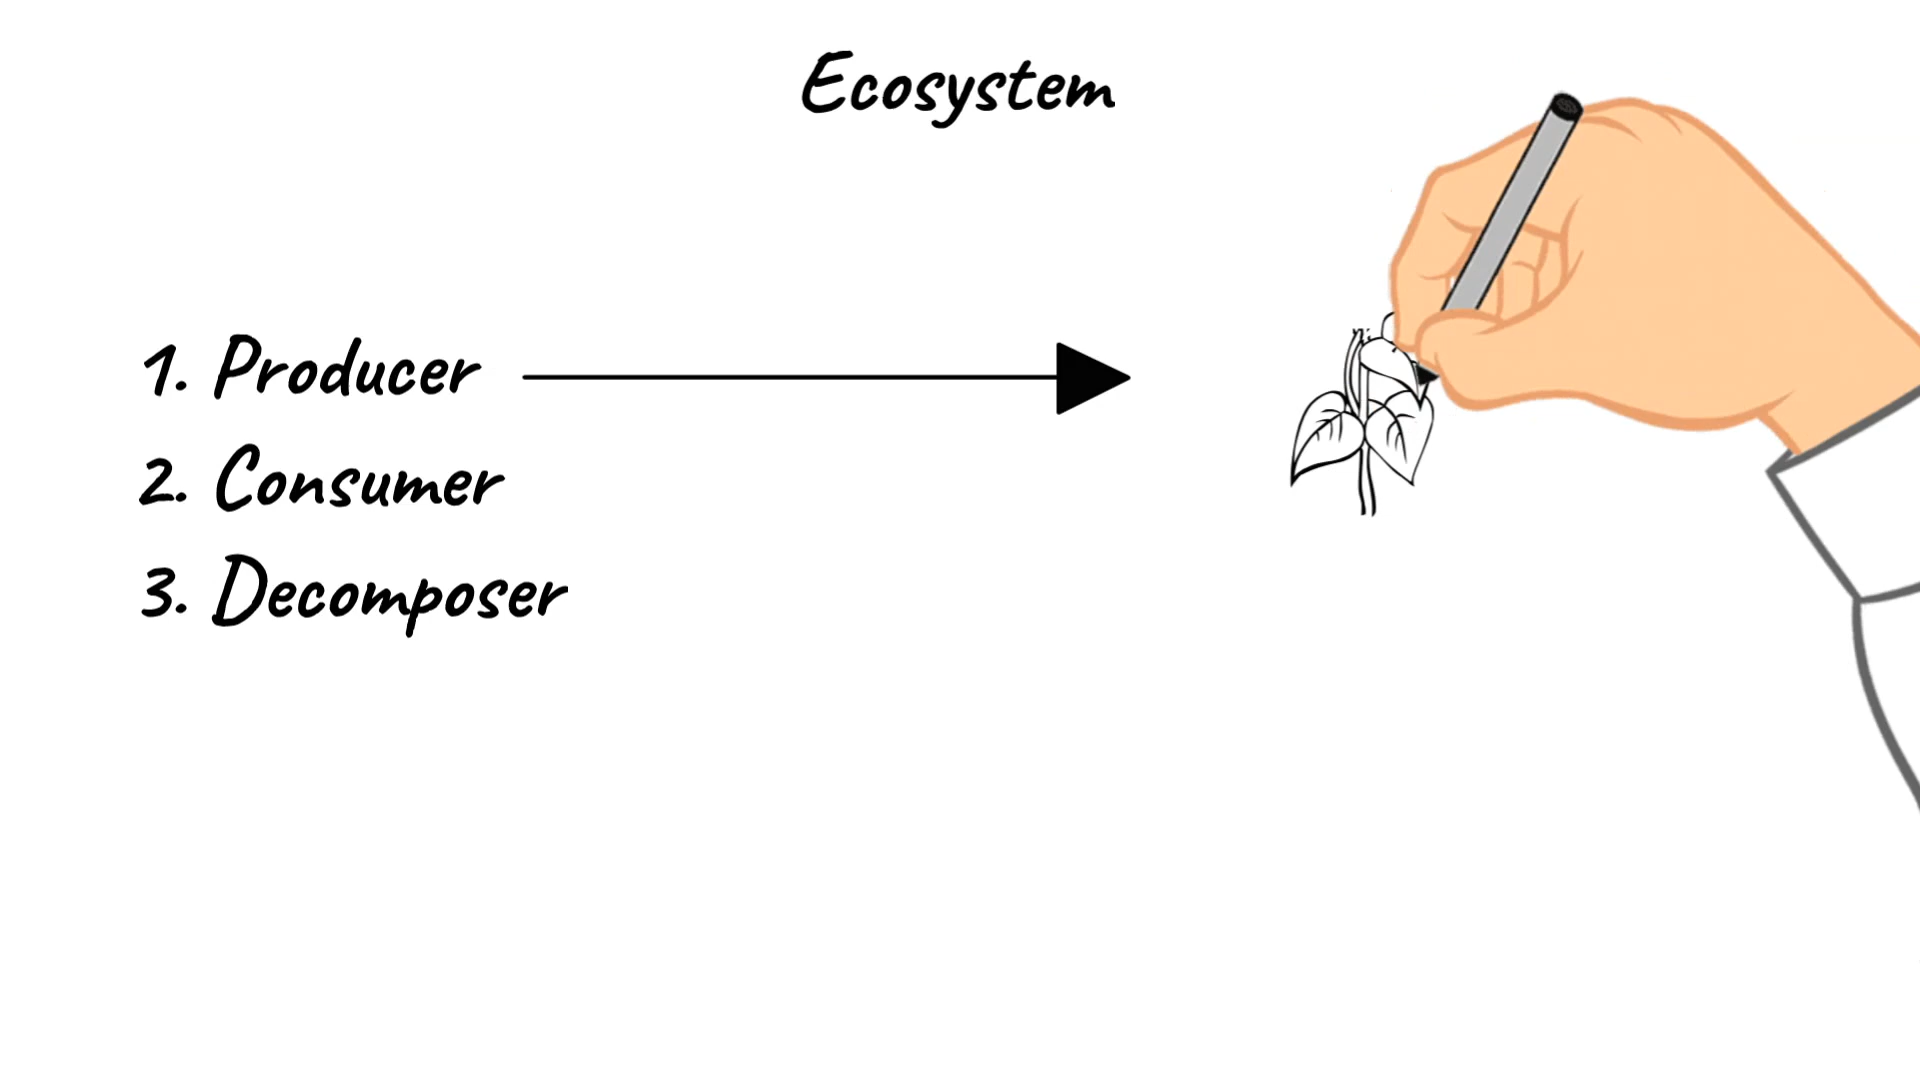 Ecosystem
1. Producer
2. Consumer
3. Decomposer